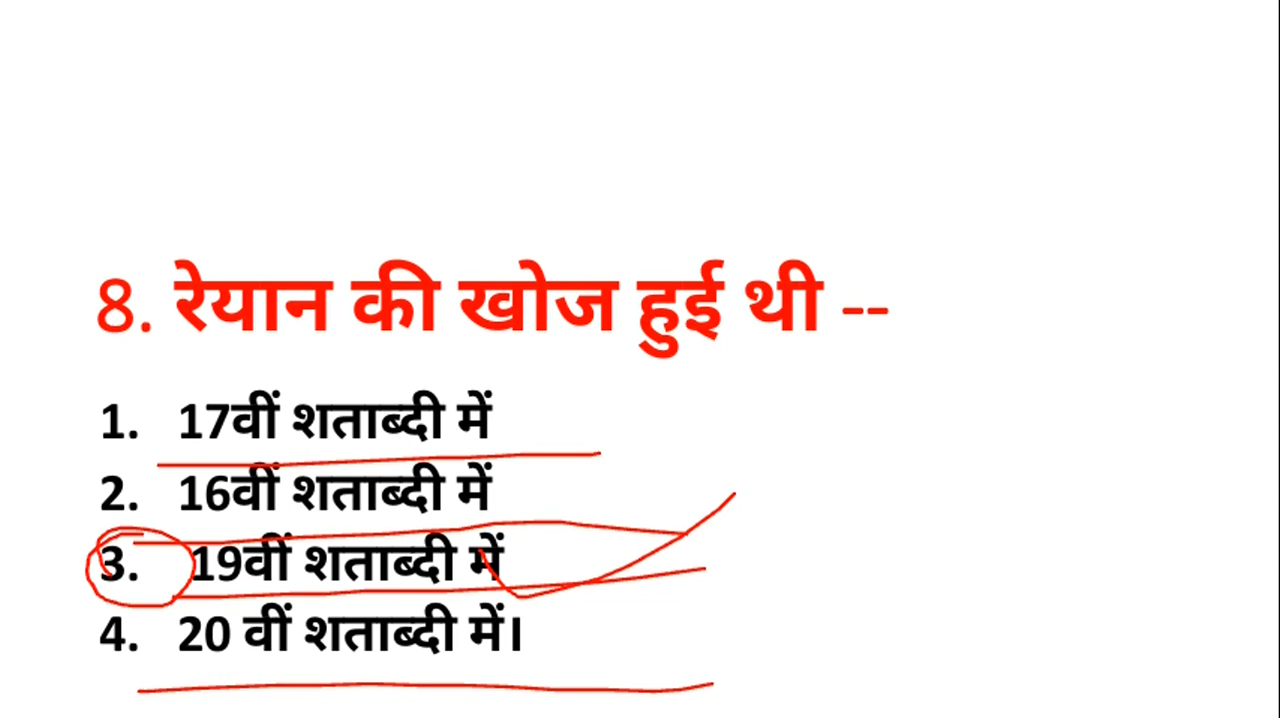 8. रेयान की खोज हुई थी --
1. 17वीं शताब्दी में
2. 16वीं शताब्दी में
3. 19वीं शताब्दी में
4. 20 वीं शताब्दी में।